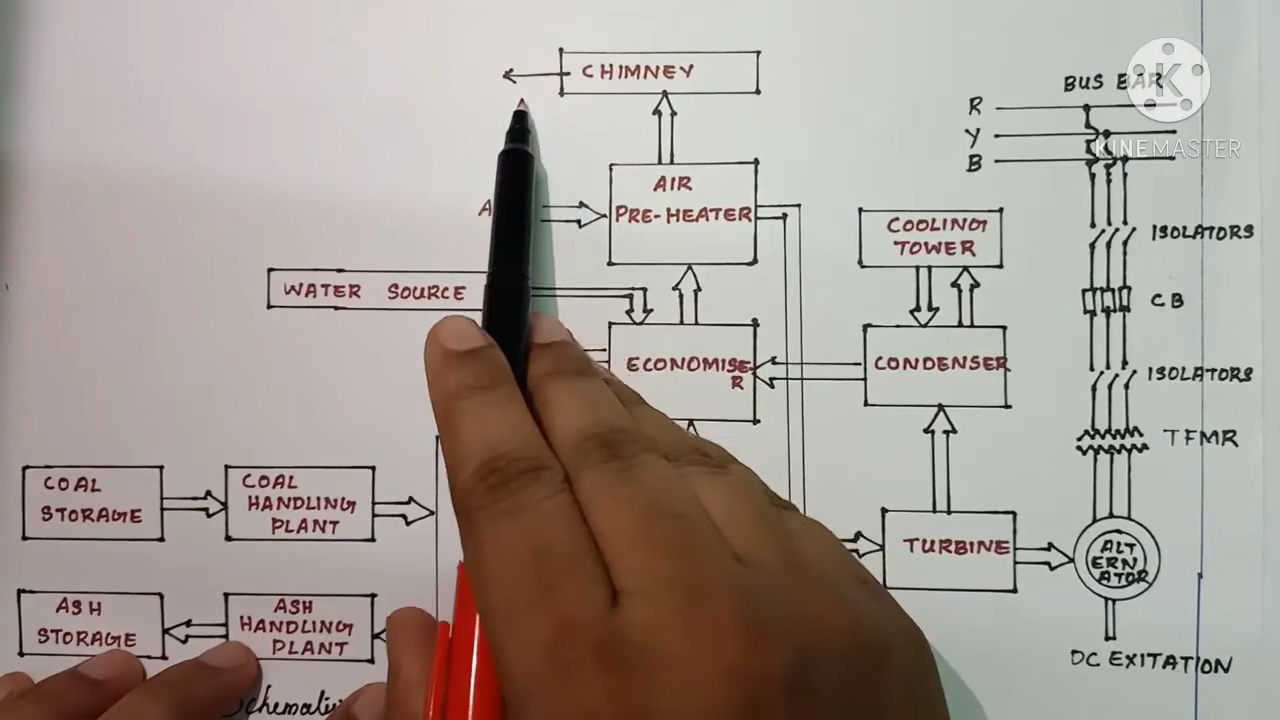 CHIMNEY
BUS BAR
R
Y
B
KINEMASTER
AIR
PRE-HEATER
COOLING
TOWER
ISOLATORS
WATER SOURCE
CB
ECONOMISE-
R
CONDENSER
ISOLATORS
TFMR
COAL
STORAGE
COAL
HANDLING
PLANT
TURBINE
ALT
ERN
ATOR
ASH
STORAGE
ASH
HANDLING
PLANT
DC EXITATION